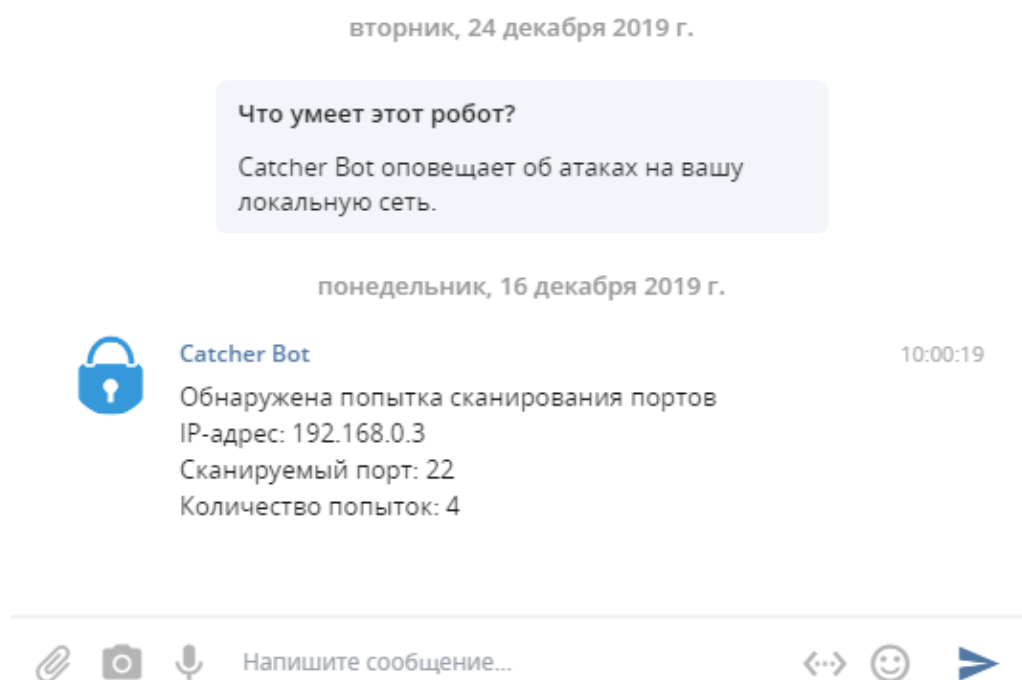 вторник, 24 декабря 2019 г.
Что умеет этот робот?
Catcher Bot оповещает об атаках на вашу
локальную сеть.
понедельник, 16 декабря 2019 г.
Catcher Bot 10:00:19
Обнаружена попытка сканирования портов
IP-адрес: 192.168.0.3
Сканируемый порт: 22
Количество попыток: 4
Напишите сообщение...